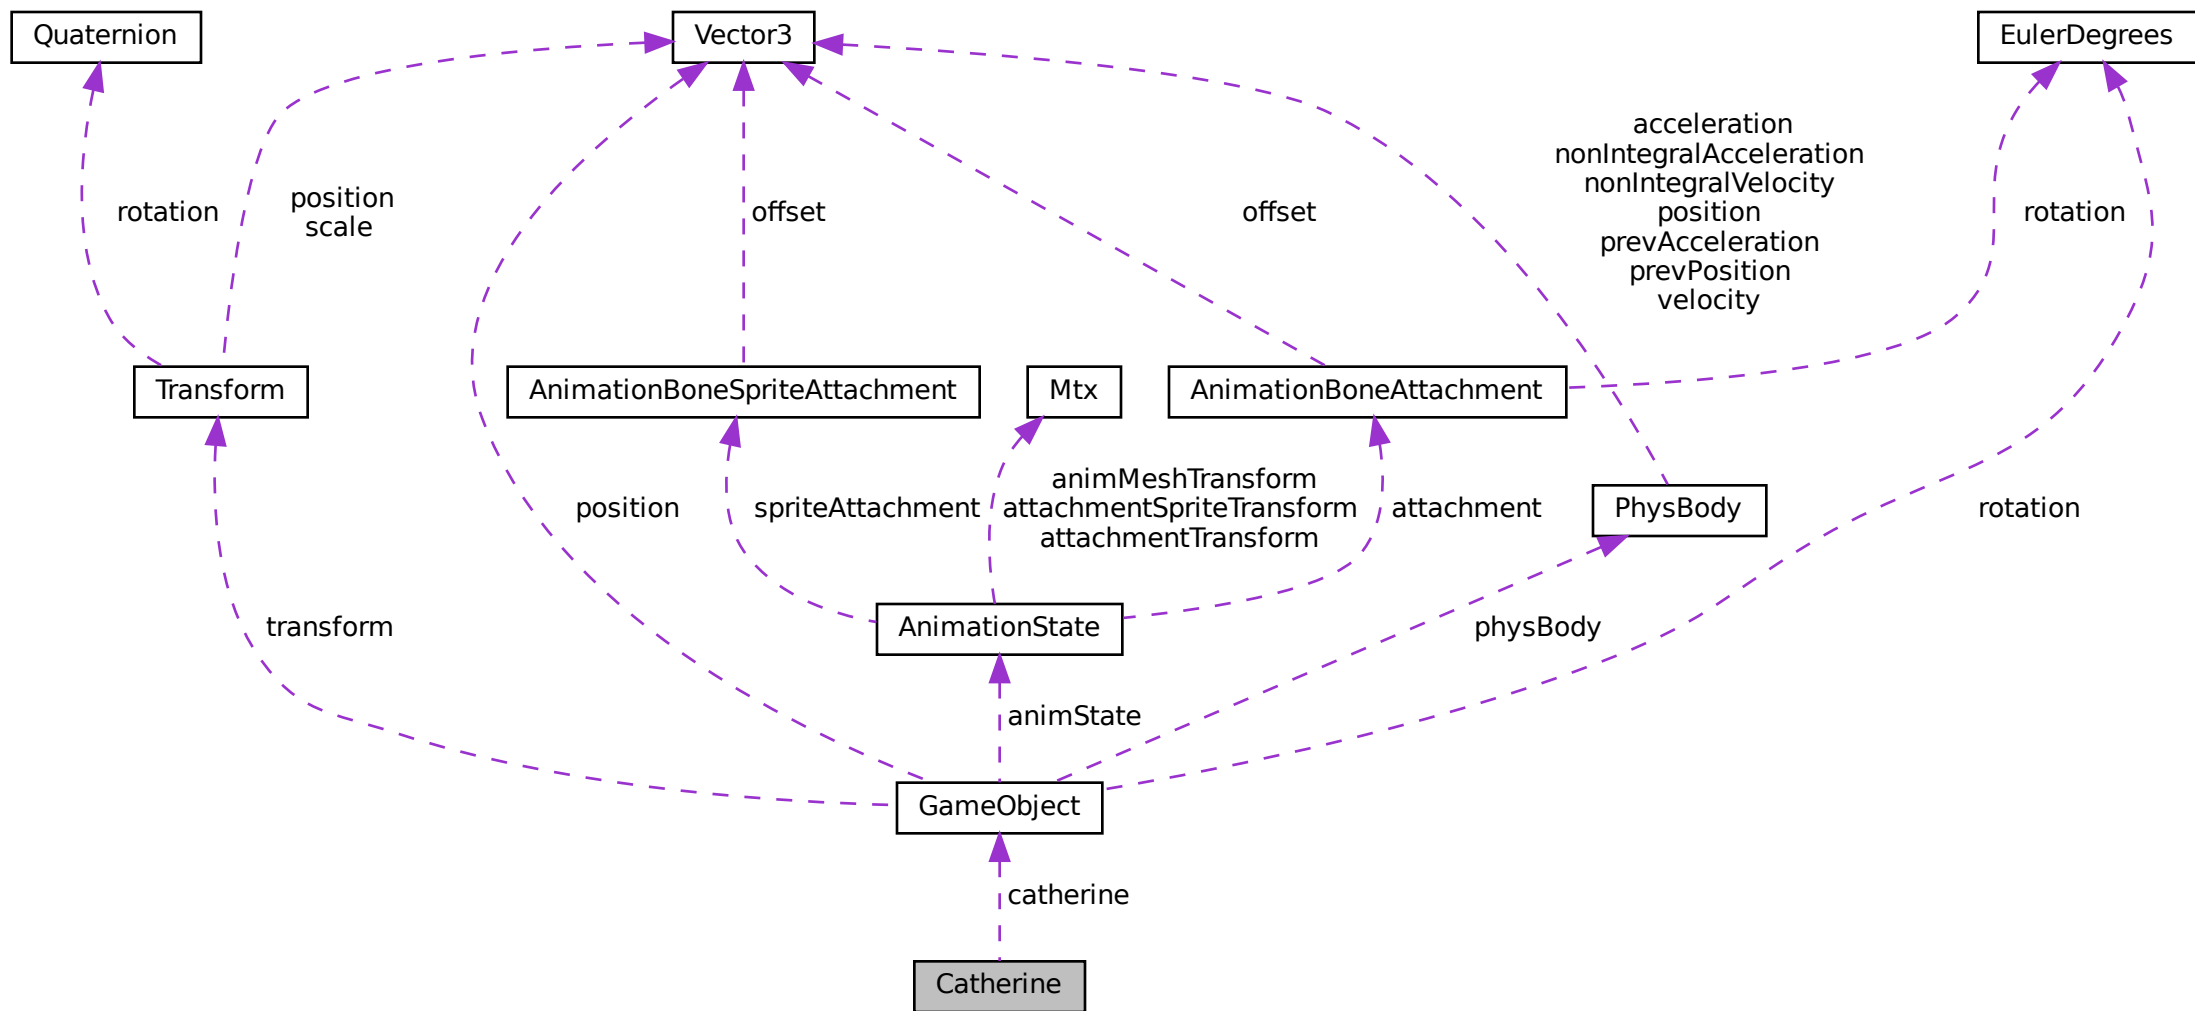 Quaternion
Vector3
EulerDegrees
acceleration
nonIntegralAcceleration
nonIntegralVelocity
position
prevAcceleration
prevPosition
velocity
rotation
position
scale
offset
offset
rotation
Transform
AnimationBoneSpriteAttachment
Mtx
AnimationBoneAttachment
position
spriteAttachment
animMeshTransform
attachmentSpriteTransform
attachmentTransform
attachment
PhysBody
rotation
transform
AnimationState
physBody
animState
GameObject
catherine
Catherine